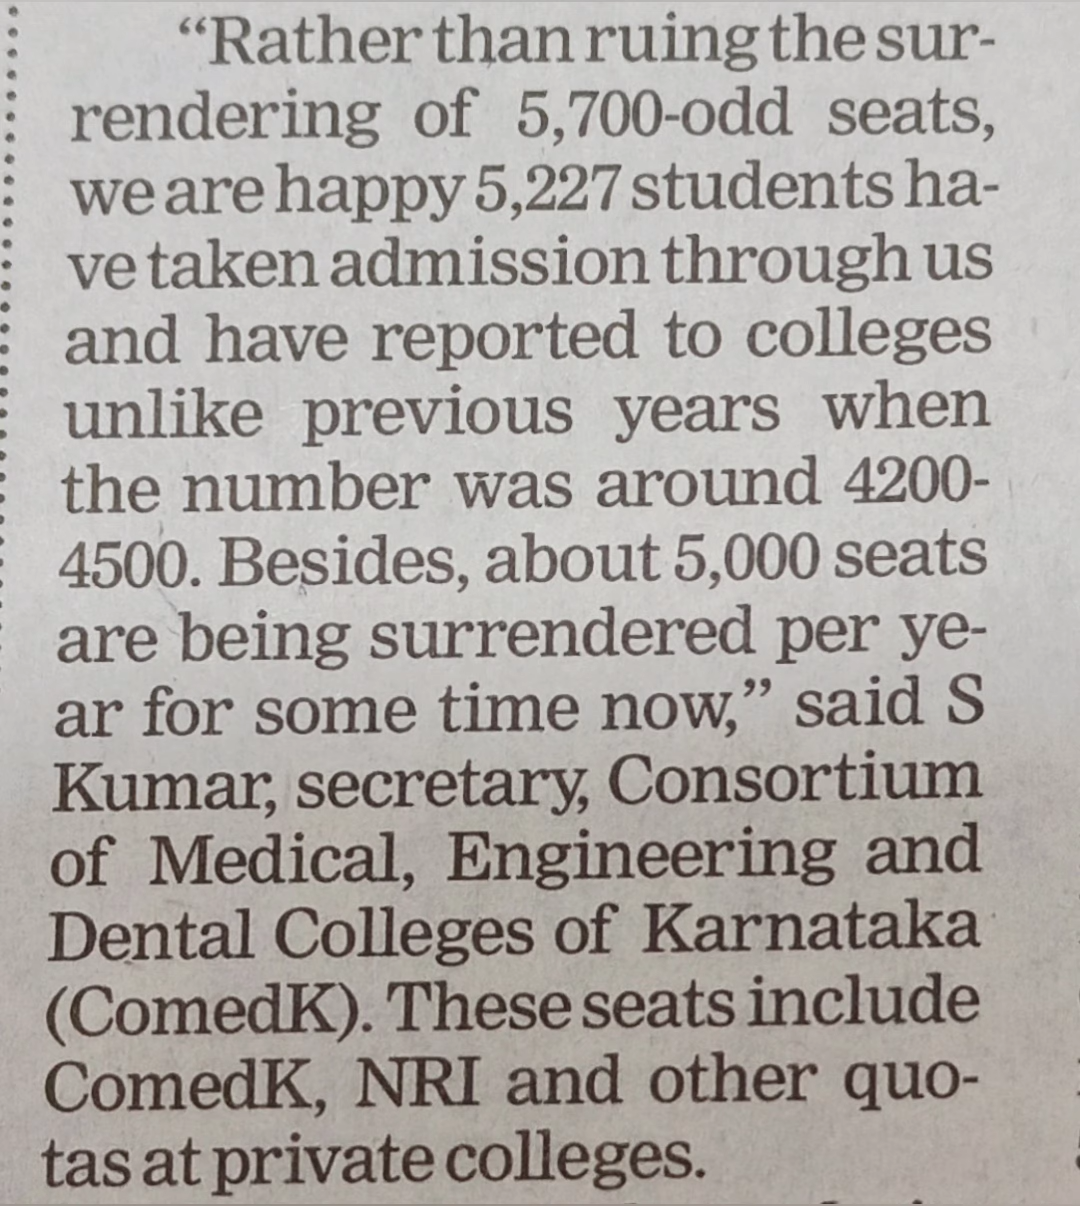 “Rather than ruing the sur-
rendering of 5,700-odd seats,
we are happy 5,227 students ha-
ve taken admission through us
and have reported to colleges
unlike previous years when
the number was around 4200-
4500. Besides, about 5,000 seats
are being surrendered per ye-
ar for some time now,” said S
Kumar, secretary, Consortium
of Medical, Engineering and
Dental Colleges of Karnataka
(ComedK). These seats include
ComedK, NRI and other quo-
tas at private colleges.